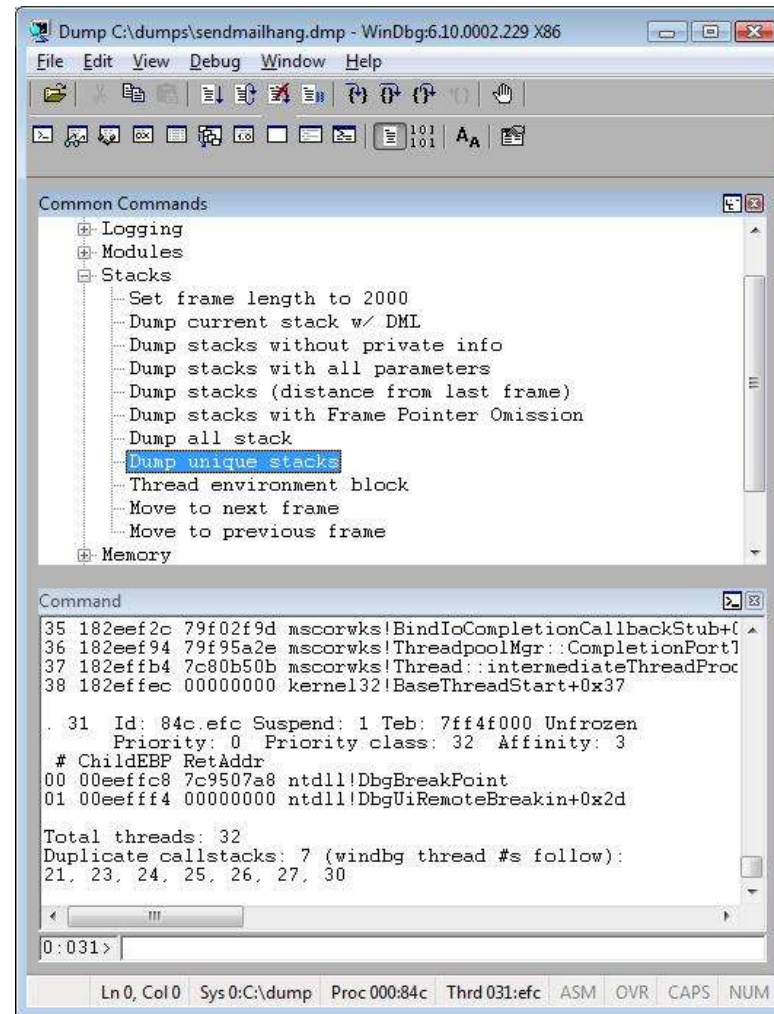 Dump C:\dumps\sendmailhang.dmp - WinDbg:6.10.0002.229 X86
File Edit View Debug Window Help
Common Commands
Logging
Modules
Stacks
Set frame length to 2000
Dump current stack w/ DML
Dump stacks without private info
Dump stacks with all parameters
Dump stacks (distance from last frame)
Dump stacks with Frame Pointer Omission
Dump all stack
Dump unique stacks
Thread environment block
Move to next frame
Move to previous frame
Memory
Command
35 182eef2c 79f02f9d mscorwks!BindIoCompletionCallbackStub+
36 182eef94 79f95a2e mscorwks!ThreadpoolMgr::CompletionPort
37 182effb4 7c80b50b mscorwks!Thread::intermediateThreadProc
38 182effec 00000000 kernel32!BaseThreadStart+0x37
. 31 Id: 84c.efc Suspend: 1 Teb: 7ff4f000 Unfrozen
Priority: 0 Priority class: 32 Affinity: 3
# ChildEBP RetAddr
00 00eeffc8 7c9507a8 ntdll!DbgBreakPoint
01 00eefff4 00000000 ntdll!DbgUiRemoteBreakin+0x2d
Total threads: 32
Duplicate callstacks: 7 (windbg thread #s follow):
21, 23, 24, 25, 26, 27, 30
0:031>
Ln 0, Col 0 Sys 0:C:\dump Proc 000:84c Thrd 031:efc ASM OVR CAPS NUM